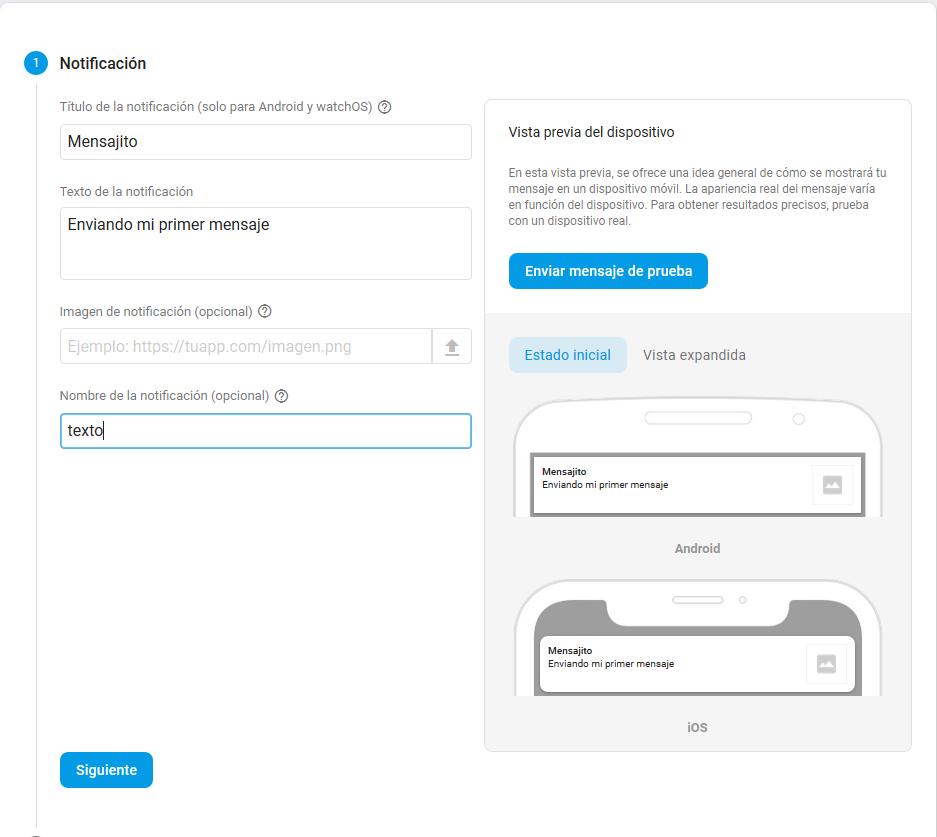 1 Notificación
Título de la notificación (solo para Android y watchOS)
Mensajito
Texto de la notificación
Enviando mi primer mensaje
Imagen de notificación (opcional)
Ejemplo: https://tuapp.com/imagen.png
Nombre de la notificación (opcional)
texto
Siguiente
Vista previa del dispositivo
En esta vista previa, se ofrece una idea general de cómo se mostrará tu
mensaje en un dispositivo móvil. La apariencia real del mensaje varía
en función del dispositivo. Para obtener resultados precisos, prueba
con un dispositivo real.
Enviar mensaje de prueba
Estado inicial Vista expandida
Mensajito
Enviando mi primer mensaje
Android
Mensajito
Enviando mi primer mensaje
iOS